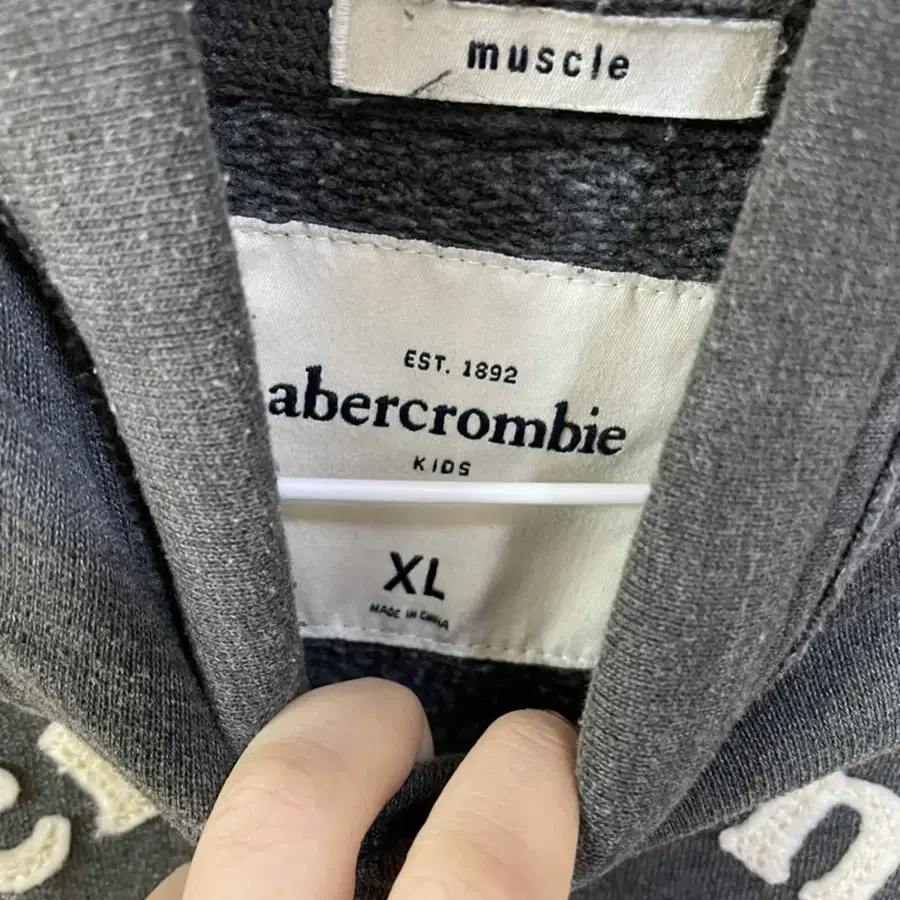 muscle
EST. 1892
abercrombie
KIDS
XL
MADE IN CHINA
n